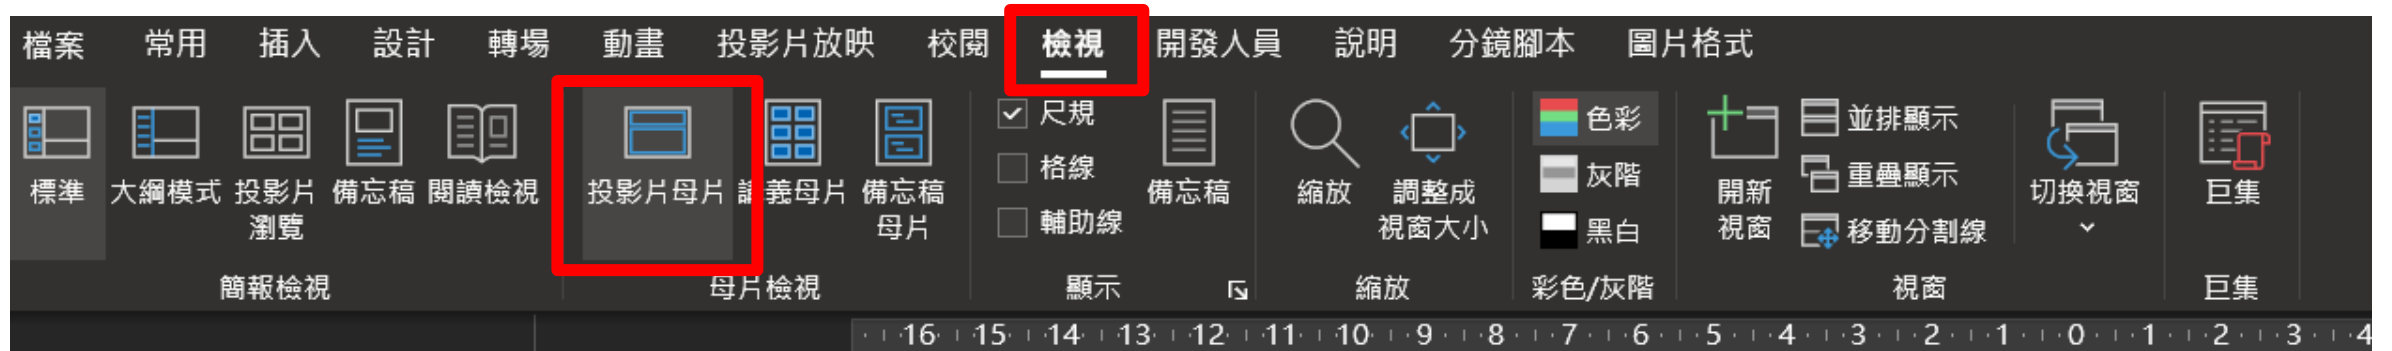 檔案 常用 插入 設計 轉場 動畫 投影片放映 校閱 檢視 開發人員 說明 分鏡腳本 圖片格式
標準 大綱模式 投影片瀏覽 備忘稿 閱讀檢視
簡報檢視
投影片母片 講義母片 備忘稿母片
母片檢視
尺規
格線
輔助線
備忘稿
顯示
縮放 調整成視窗大小
縮放
色彩
灰階
黑白
彩色/灰階
開新視窗
並排顯示
重疊顯示
移動分割線
切換視窗
視窗
巨集
巨集
16 15 14 13 12 11 10 9 8 7 6 5 4 3 2 1 0 1 2 3 4